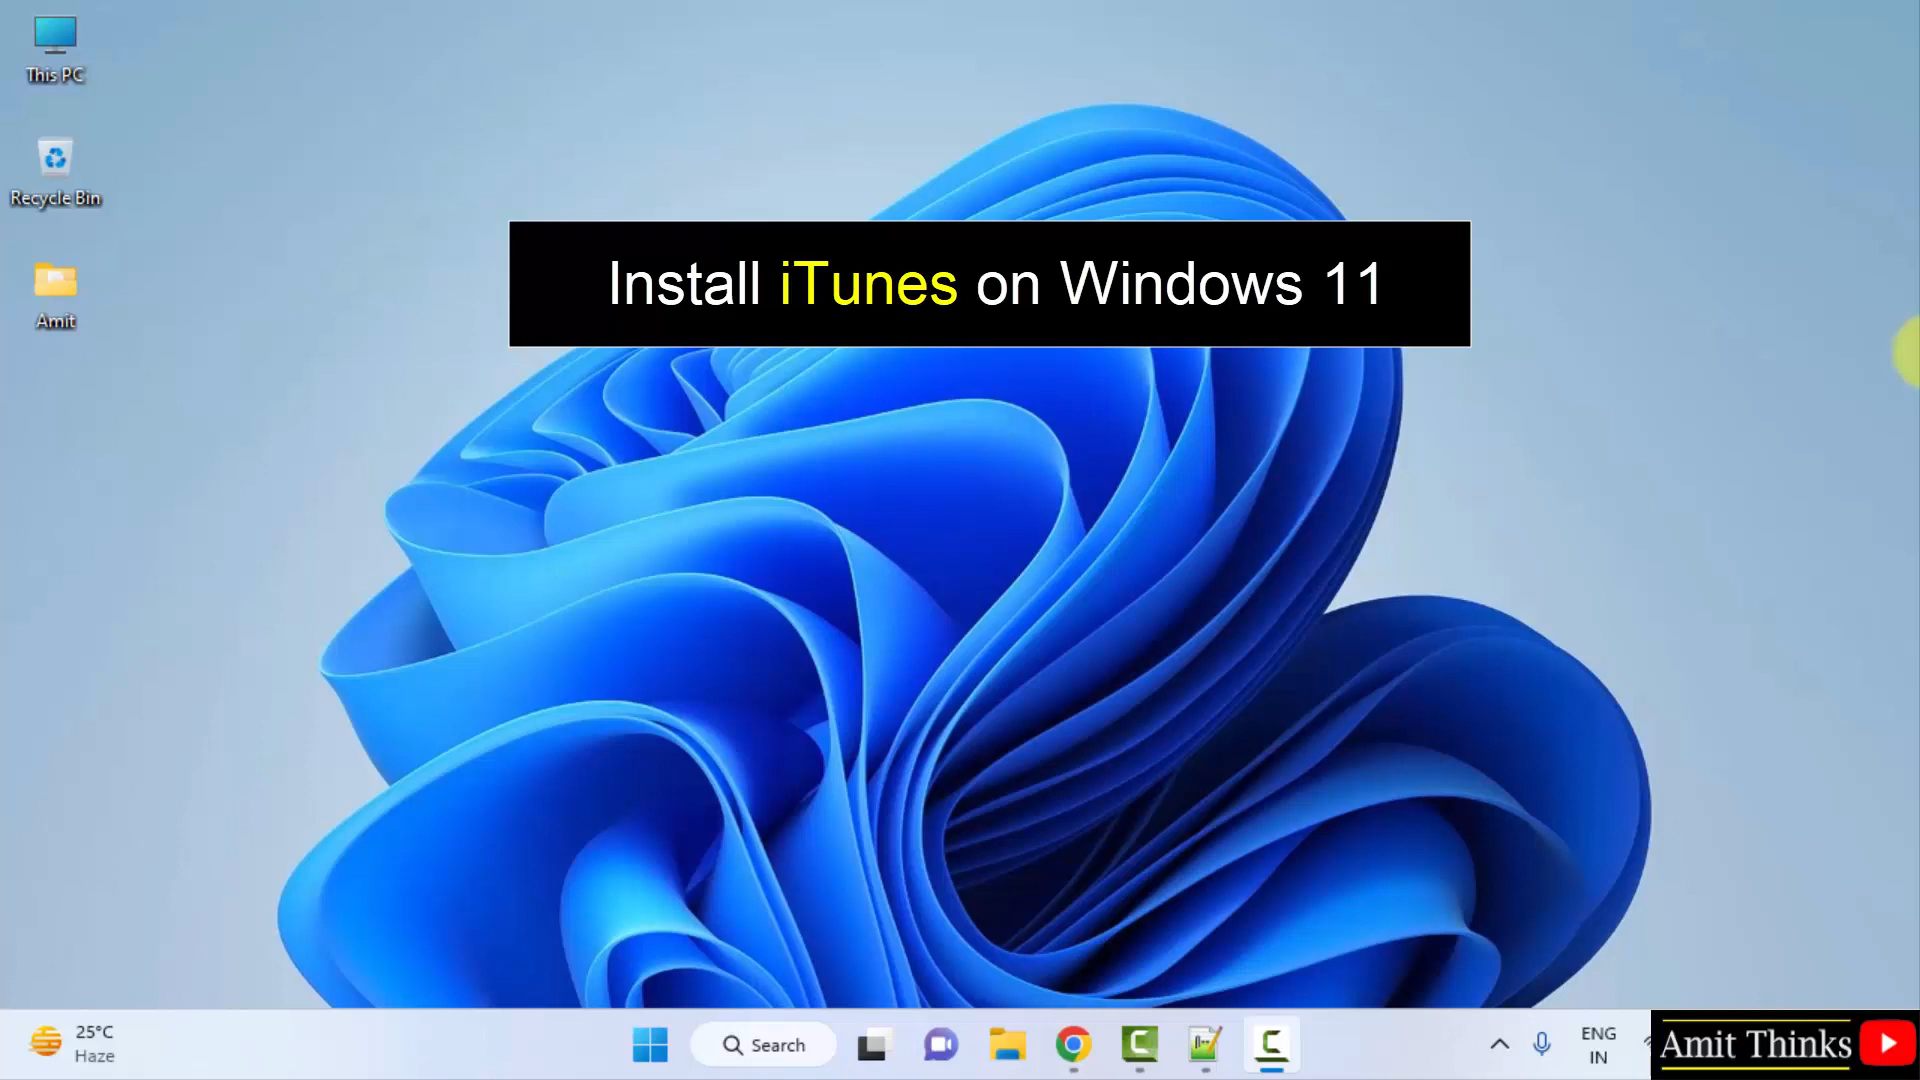 This PC
Recycle Bin
Amit
Install iTunes on Windows 11
25°C
Haze
Search
ENG
IN
Amit Thinks